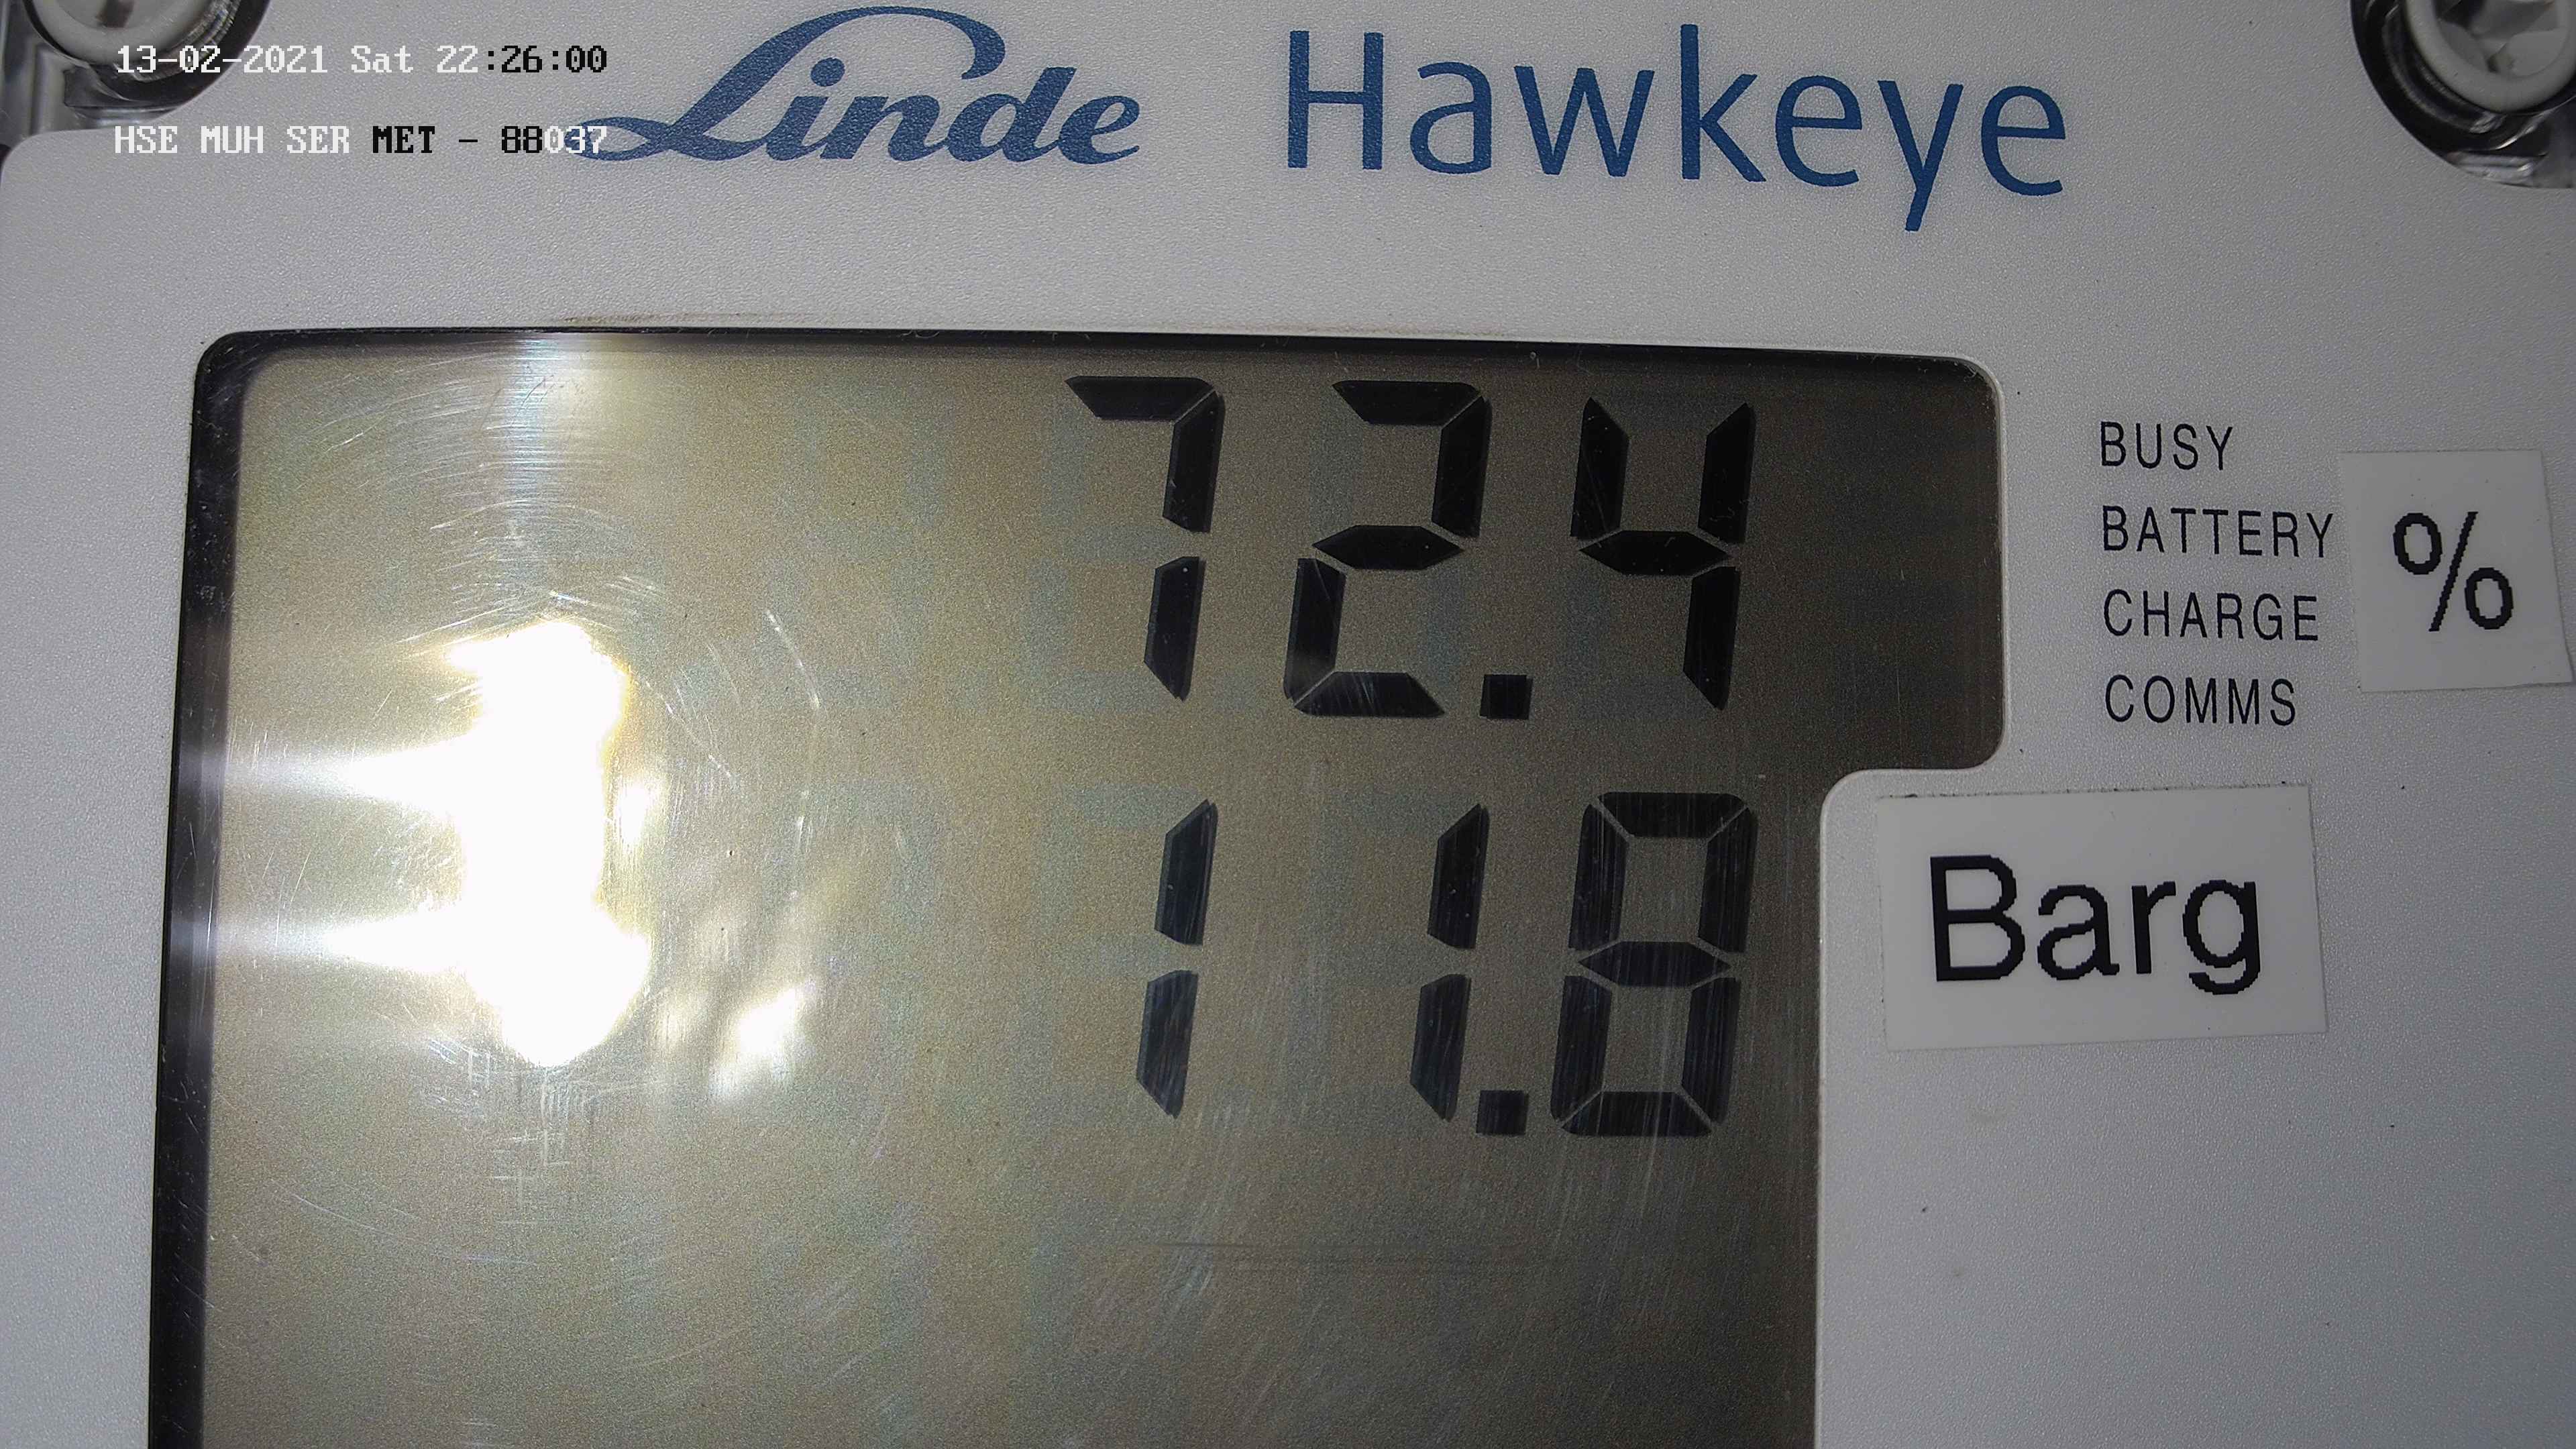 13-02-2021 Sat 22:26:00
HSE MUH SER MET - 88037
Linde Hawkeye
72.4
BUSY
BATTERY
CHARGE
COMMS
%
11.8
Barg